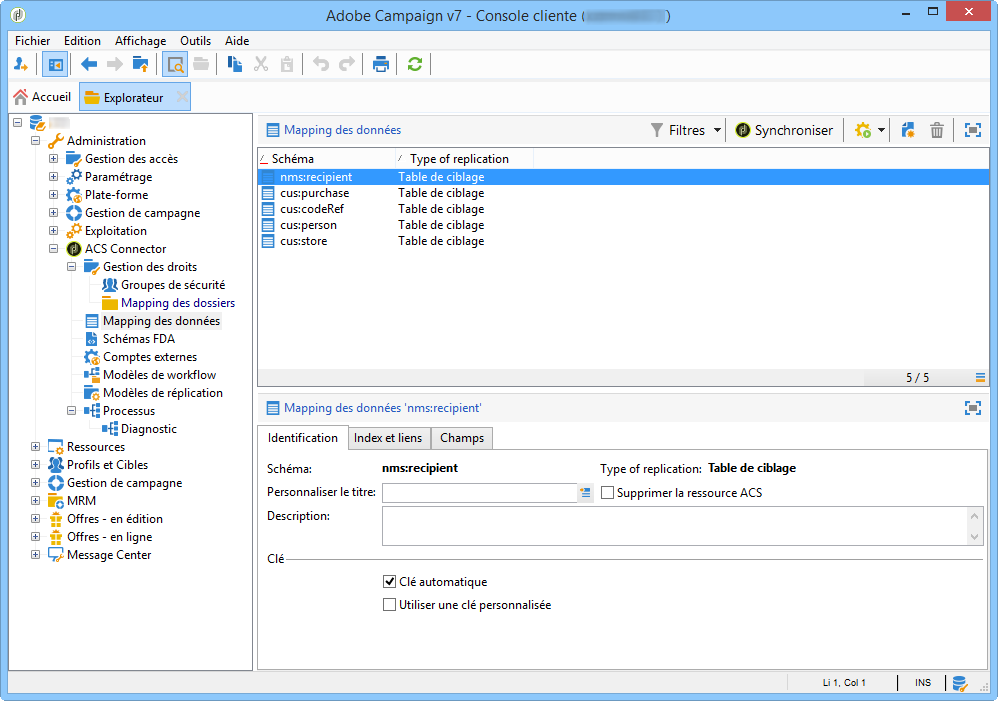 Adobe Campaign v7 - Console cliente ( )
Fichier Edition Affichage Outils Aide
Accueil Explorateur
Administration
Gestion des accès
Paramétrage
Plate-forme
Gestion de campagne
Exploitation
ACS Connector
Gestion des droits
Groupes de sécurité
Mapping des dossiers
Mapping des données
Schémas FDA
Comptes externes
Modèles de workflow
Modèles de réplication
Processus
Diagnostic
Ressources
Profils et Cibles
Gestion de campagne
MRM
Offres - en édition
Offres - en ligne
Message Center
Mapping des données Filtres Synchroniser
Schéma Type of replication
nms:recipient Table de ciblage
cus:purchase Table de ciblage
cus:codeRef Table de ciblage
cus:person Table de ciblage
cus:store Table de ciblage
5 / 5
Mapping des données 'nms:recipient'
Identification Index et liens Champs
Schéma: nms:recipient Type of replication: Table de ciblage
Personnaliser le titre: Supprimer la ressource ACS
Description:
Clé
Clé automatique
Utiliser une clé personnalisée
Li 1, Col 1 INS